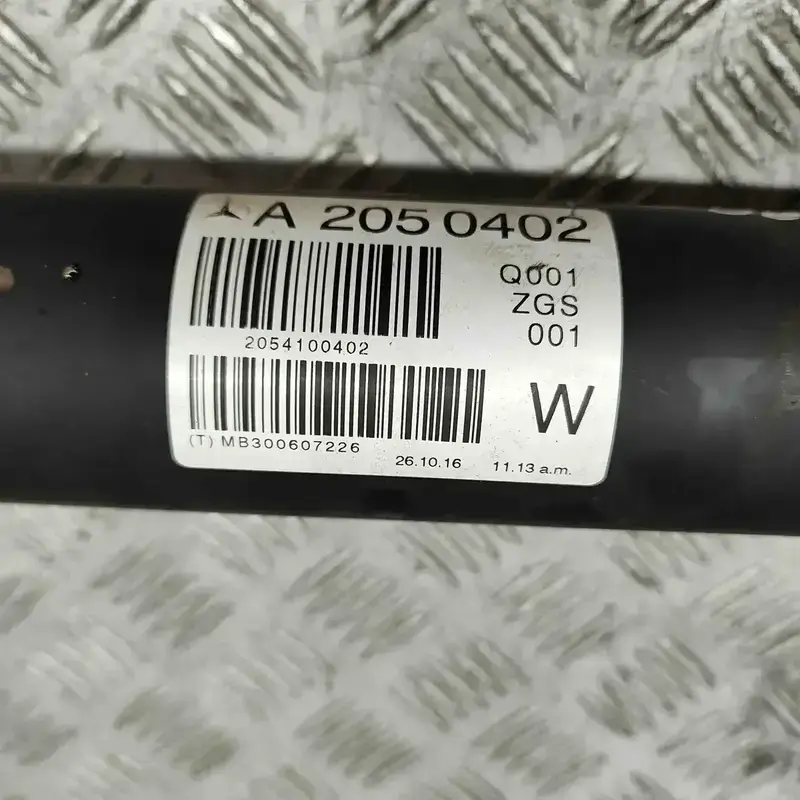 A 205 0402
Q001
ZGS
001
2054100402
W
(T) MB300607226
26.10.16 11.13 a.m.